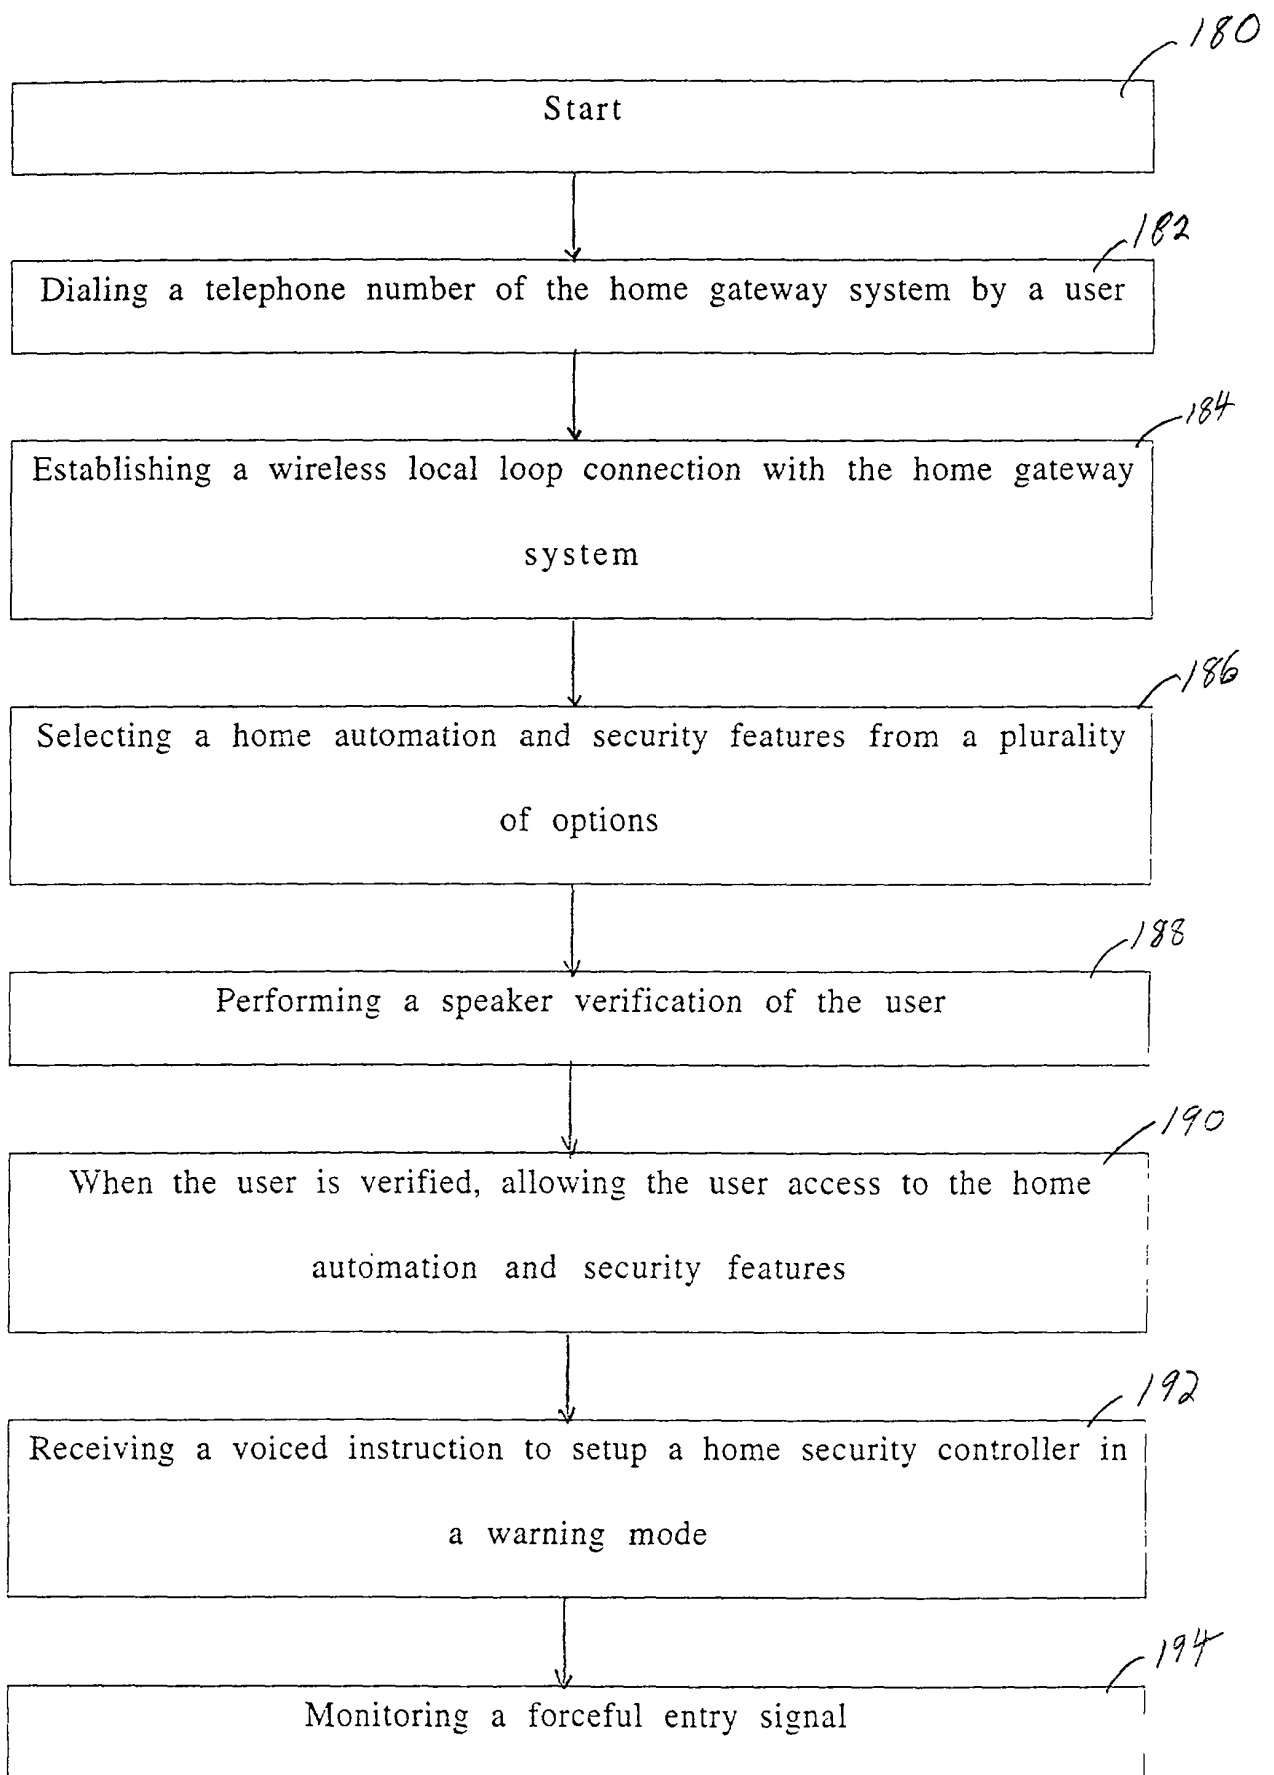 180
Start
182
Dialing a telephone number of the home gateway system by a user
184
Establishing a wireless local loop connection with the home gateway
system
186
Selecting a home automation and security features from a plurality
of options
188
Performing a speaker verification of the user
190
When the user is verified, allowing the user access to the home
automation and security features
192
Receiving a voiced instruction to setup a home security controller in
a warning mode
194
Monitoring a forceful entry signal